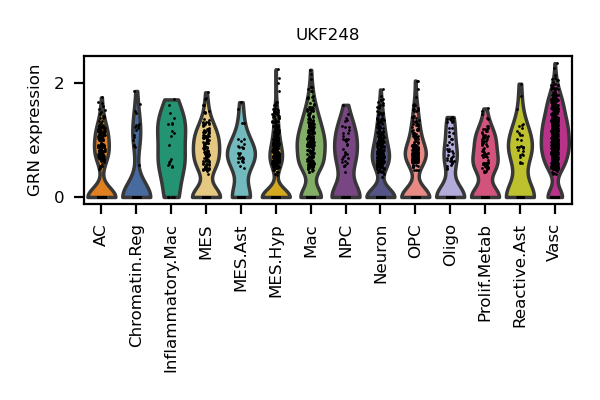 UKF248
GRN expression
2
0
AC
Chromatin.Reg
Inflammatory.Mac
MES
MES.Ast
MES.Hyp
Mac
NPC
Neuron
OPC
Oligo
Prolif.Metab
Reactive.Ast
Vasc